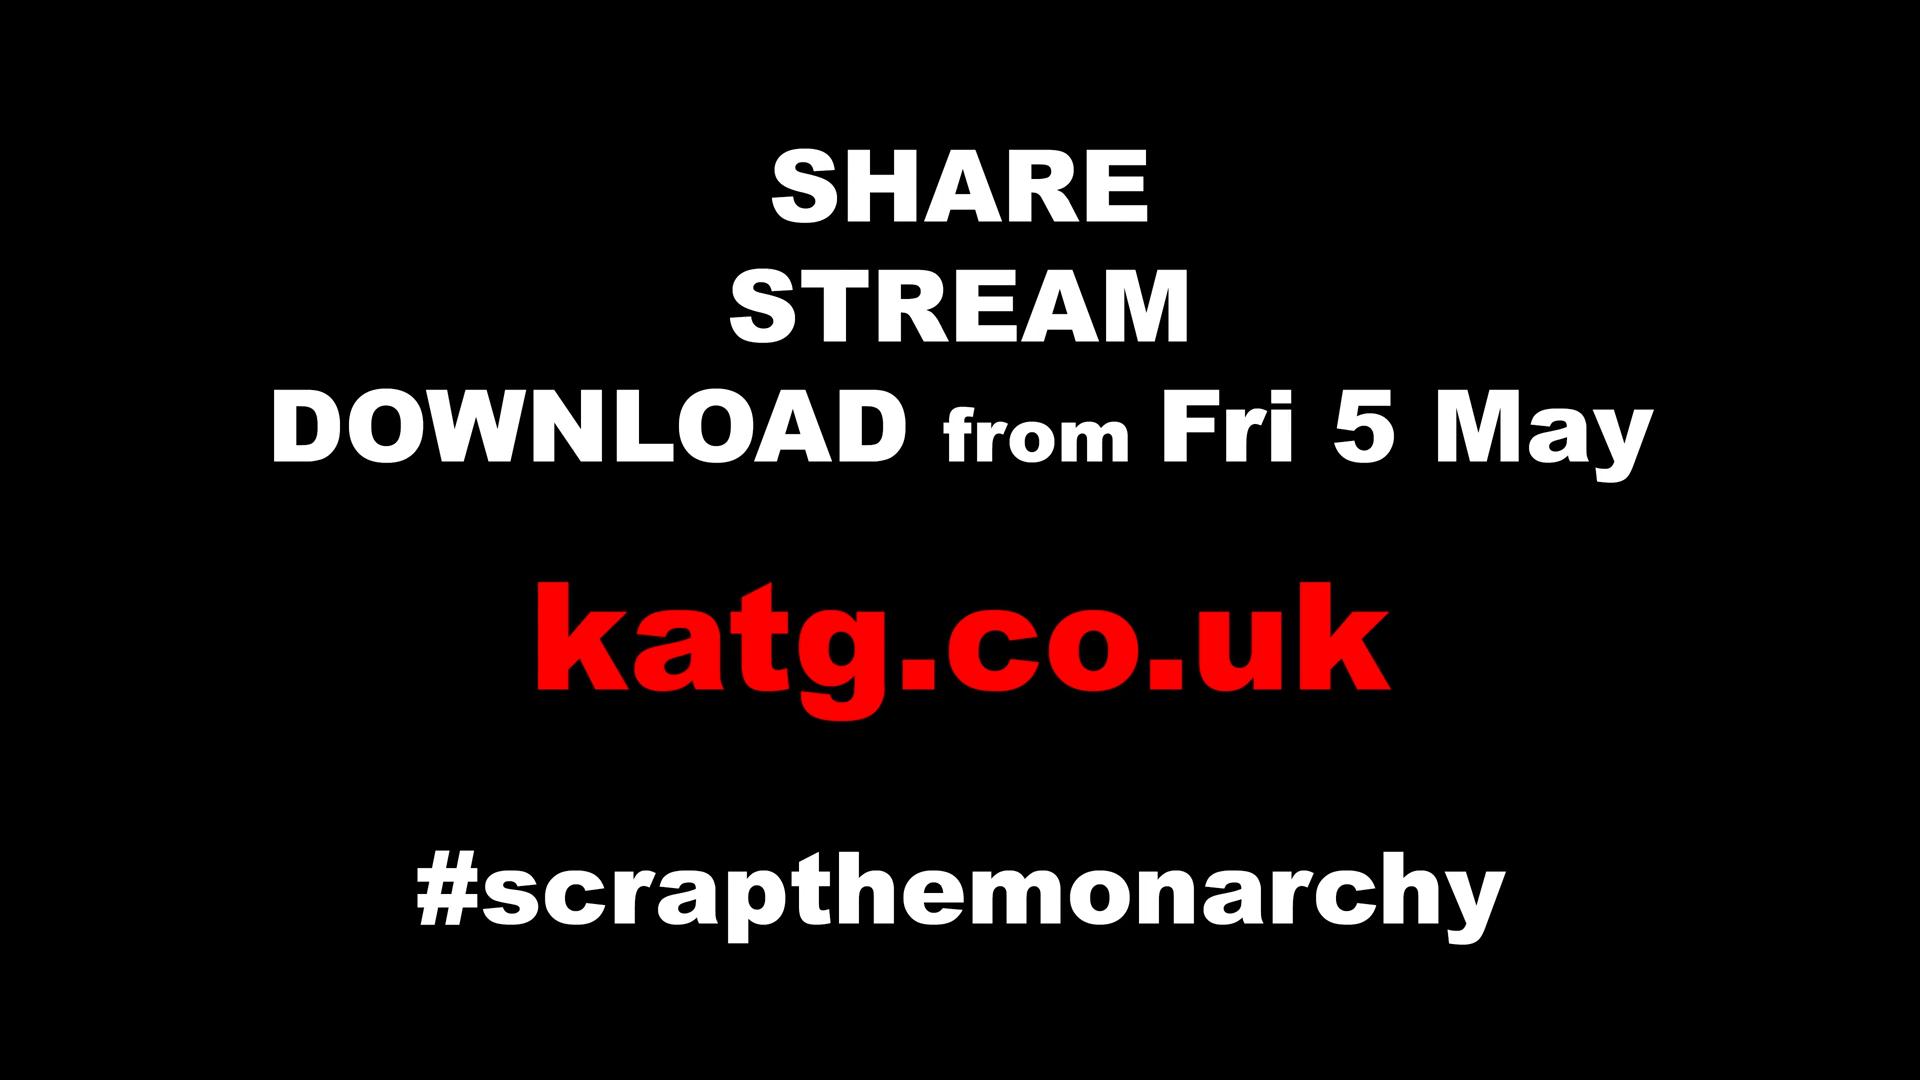 SHARE
STREAM
DOWNLOAD from Fri 5 May
katg.co.uk
#scrapthemonarchy